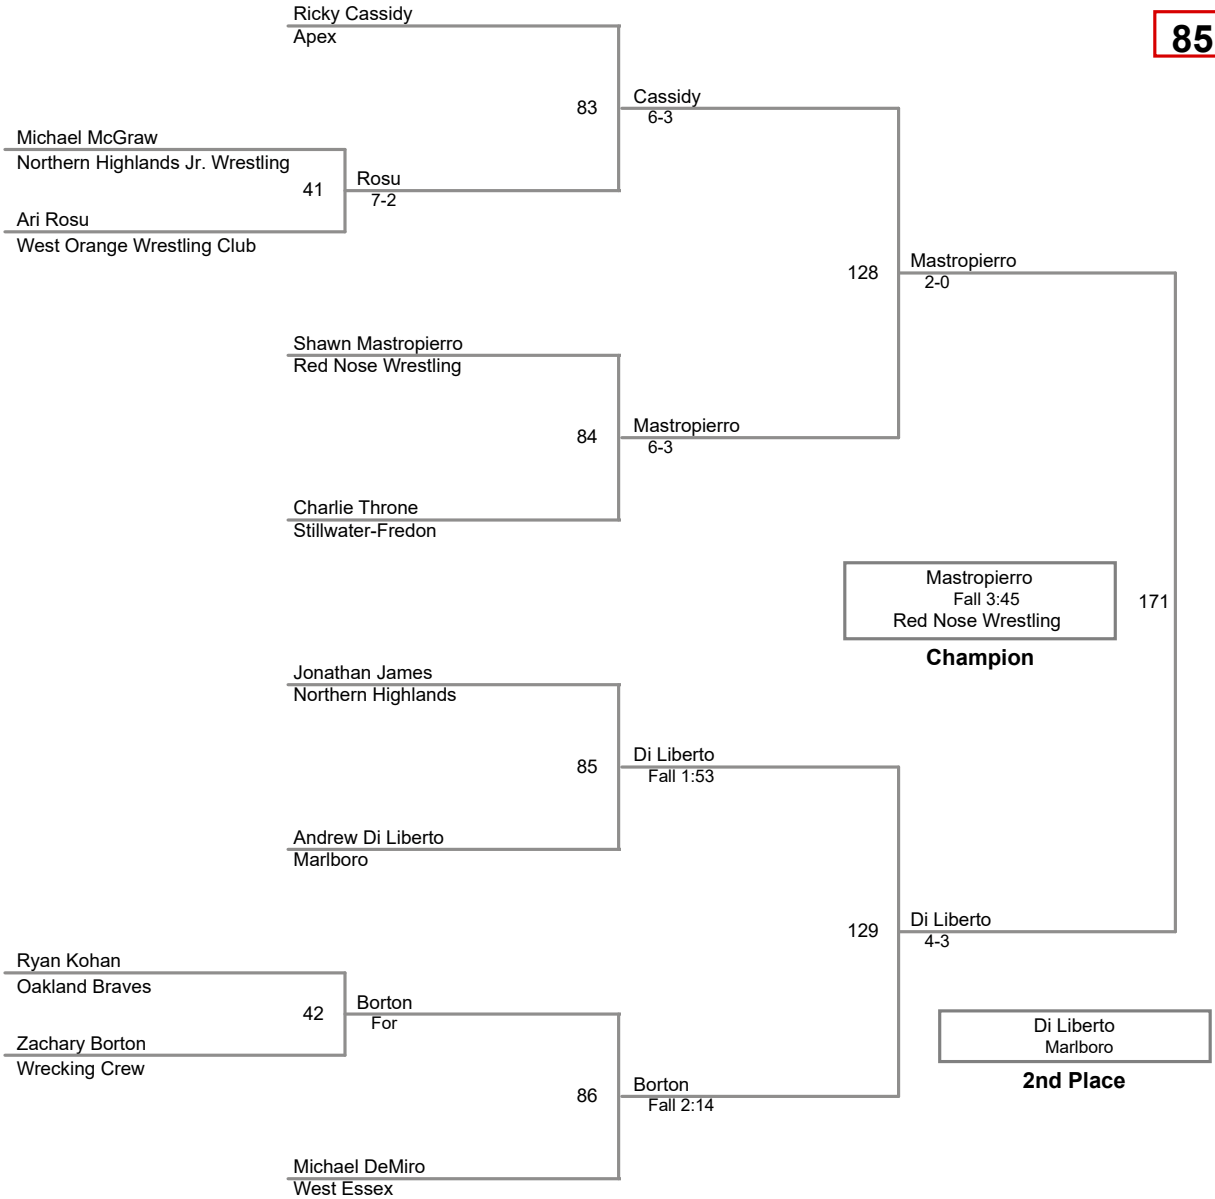 Ricky Cassidy
Apex
85
83
Cassidy
6-3
Michael McGraw
Northern Highlands Jr. Wrestling
41
Rosu
7-2
Ari Rosu
West Orange Wrestling Club
128
Mastropierro
2-0
Shawn Mastropierro
Red Nose Wrestling
84
Mastropierro
6-3
Charlie Throne
Stillwater-Fredon
Mastropierro
Fall 3:45
Red Nose Wrestling
171
Champion
Jonathan James
Northern Highlands
85
Di Liberto
Fall 1:53
Andrew Di Liberto
Marlboro
129
Di Liberto
4-3
Ryan Kohan
Oakland Braves
42
Borton
For
Zachary Borton
Wrecking Crew
Di Liberto
Marlboro
2nd Place
86
Borton
Fall 2:14
Michael DeMiro
West Essex